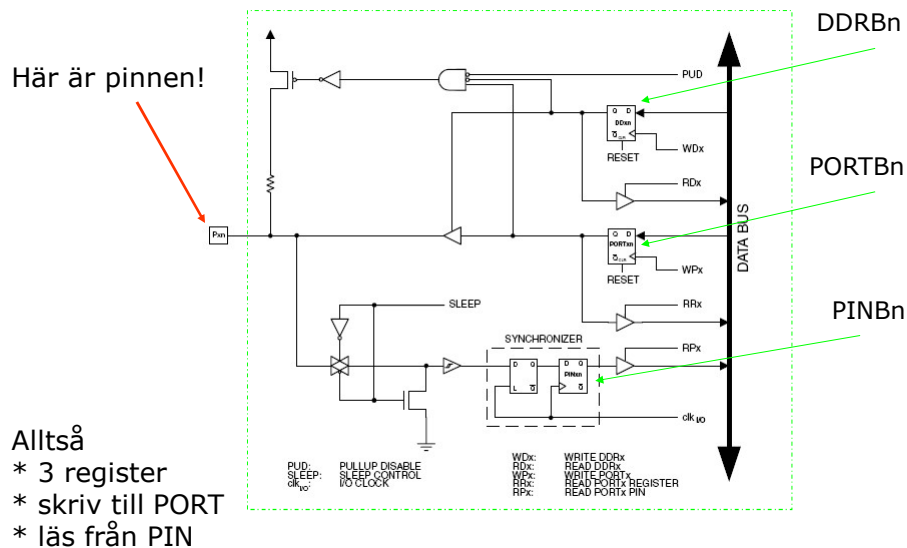 DDRBn
Här är pinnen!
PUD
Q D
DDxn
Q CLR
WDx
RESET
RDx
PORTBn
Pxn
Q D
PORTxn
Q CLR
WPx
RESET
DATA BUS
SLEEP
RRx
PINBn
SYNCHRONIZER
RPx
D Q
L Q
D Q
PINxn
Q
clk I/O
Alltså
* 3 register
* skriv till PORT
* läs från PIN
PUD: PULLUP DISABLE
SLEEP: SLEEP CONTROL
clk I/O: I/O CLOCK
WDx: WRITE DDRx
RDx: READ DDRx
WPx: WRITE PORTx
RRx: READ PORTx REGISTER
RPx: READ PORTx PIN